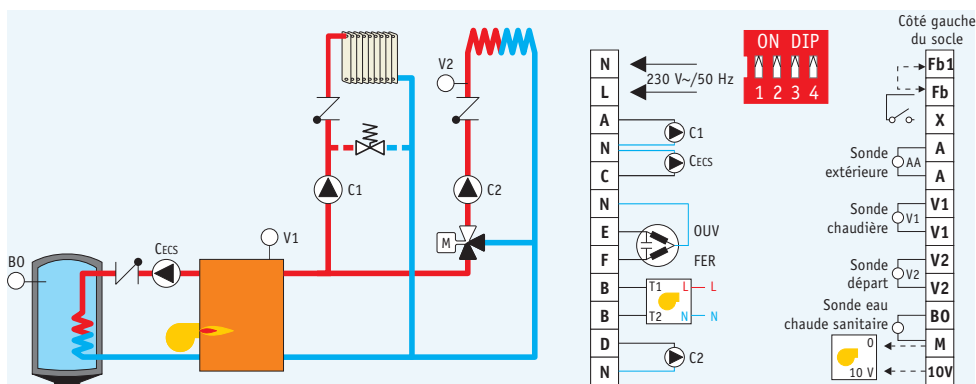 V2
C1
C2
M
V1
CECS
BO
N
L
A
N
C
N
E
F
B
B
D
N
230 V~/50 Hz
C1
CECS
OUV
FER
T1 L L
T2 N N
C2
ON DIP
1 2 3 4
Côté gauche
du socle
Fb1
Fb
X
Sonde
extérieure
AA
A
A
Sonde
chaudière
V1
V1
V1
Sonde
départ
V2
V2
V2
Sonde eau
chaude sanitaire
BO
M
10V
0
10 V